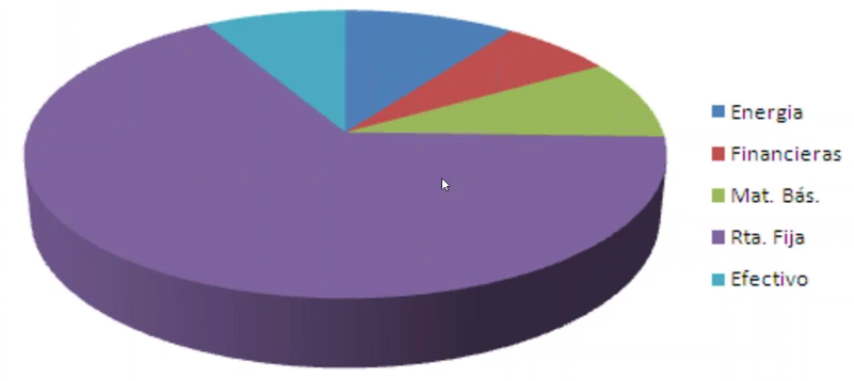 Energia
Financieras
Mat. Bás.
Rta. Fija
Efectivo